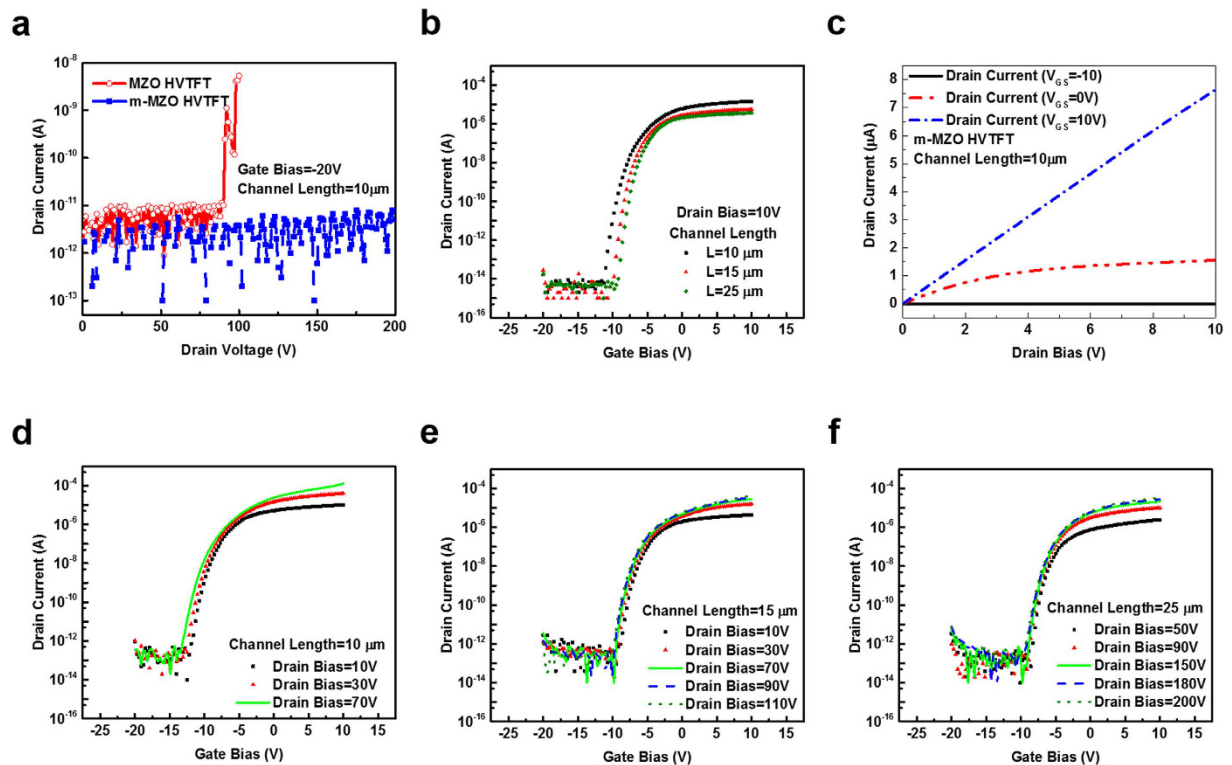 a
10⁻⁸
10⁻⁹
10⁻¹⁰
10⁻¹¹
10⁻¹²
10⁻¹³
Drain Current (A)
MZO HVTFT
m-MZO HVTFT
Gate Bias=-20V
Channel Length=10μm
0 50 100 150 200
Drain Voltage (V)
b
10⁻⁴
10⁻⁶
10⁻⁸
10⁻¹⁰
10⁻¹²
10⁻¹⁴
10⁻¹⁶
Drain Current (A)
Drain Bias=10V
Channel Length
L=10 μm
L=15 μm
L=25 μm
-25 -20 -15 -10 -5 0 5 10 15
Gate Bias (V)
c
8
7
6
5
4
3
2
1
0
Drain Current (μA)
Drain Current (V_GS=-10)
Drain Current (V_GS=0V)
Drain Current (V_GS=10V)
m-MZO HVTFT
Channel Length=10μm
0 2 4 6 8 10
Drain Bias (V)
d
10⁻⁴
10⁻⁶
10⁻⁸
10⁻¹⁰
10⁻¹²
10⁻¹⁴
10⁻¹⁶
Drain Current (A)
Channel Length=10 μm
Drain Bias=10V
Drain Bias=30V
Drain Bias=70V
-25 -20 -15 -10 -5 0 5 10 15
Gate Bias (V)
e
10⁻⁴
10⁻⁶
10⁻⁸
10⁻¹⁰
10⁻¹²
10⁻¹⁴
10⁻¹⁶
Drain Current (A)
Channel Length=15 μm
Drain Bias=10V
Drain Bias=30V
Drain Bias=70V
Drain Bias=90V
Drain Bias=110V
-25 -20 -15 -10 -5 0 5 10 15
Gate Bias (V)
f
10⁻⁴
10⁻⁶
10⁻⁸
10⁻¹⁰
10⁻¹²
10⁻¹⁴
10⁻¹⁶
Drain Current (A)
Channel Length=25 μm
Drain Bias=50V
Drain Bias=90V
Drain Bias=150V
Drain Bias=180V
Drain Bias=200V
-25 -20 -15 -10 -5 0 5 10 15
Gate Bias (V)